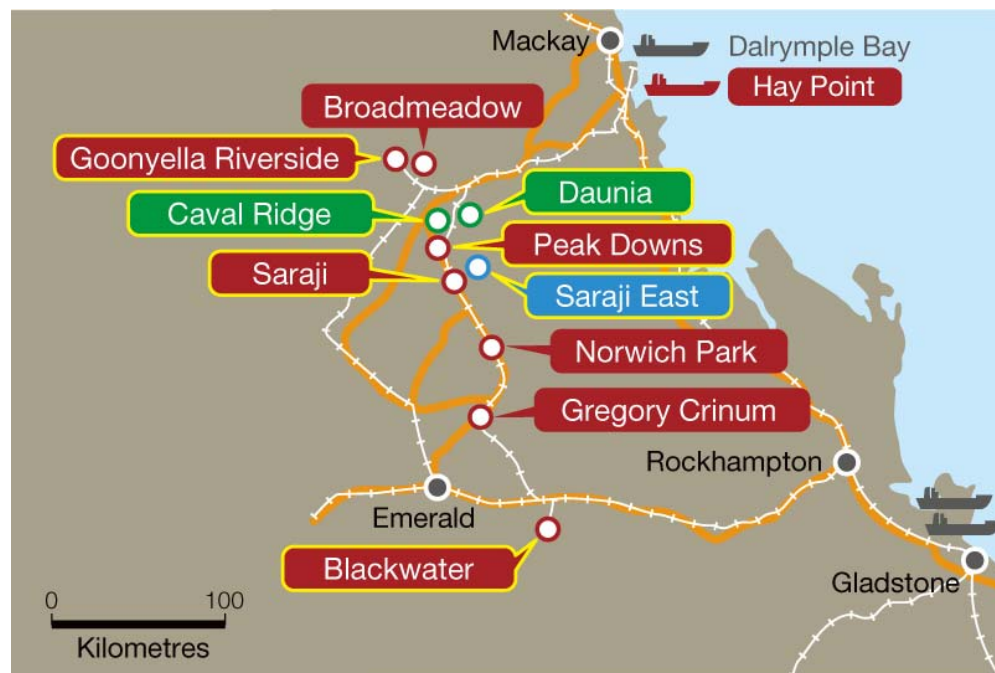 Mackay
Dalrymple Bay
Hay Point
Broadmeadow
Goonyella Riverside
Daunia
Caval Ridge
Peak Downs
Saraji
Saraji East
Norwich Park
Gregory Crinum
Rockhampton
Emerald
Blackwater
Gladstone
0 100
Kilometres